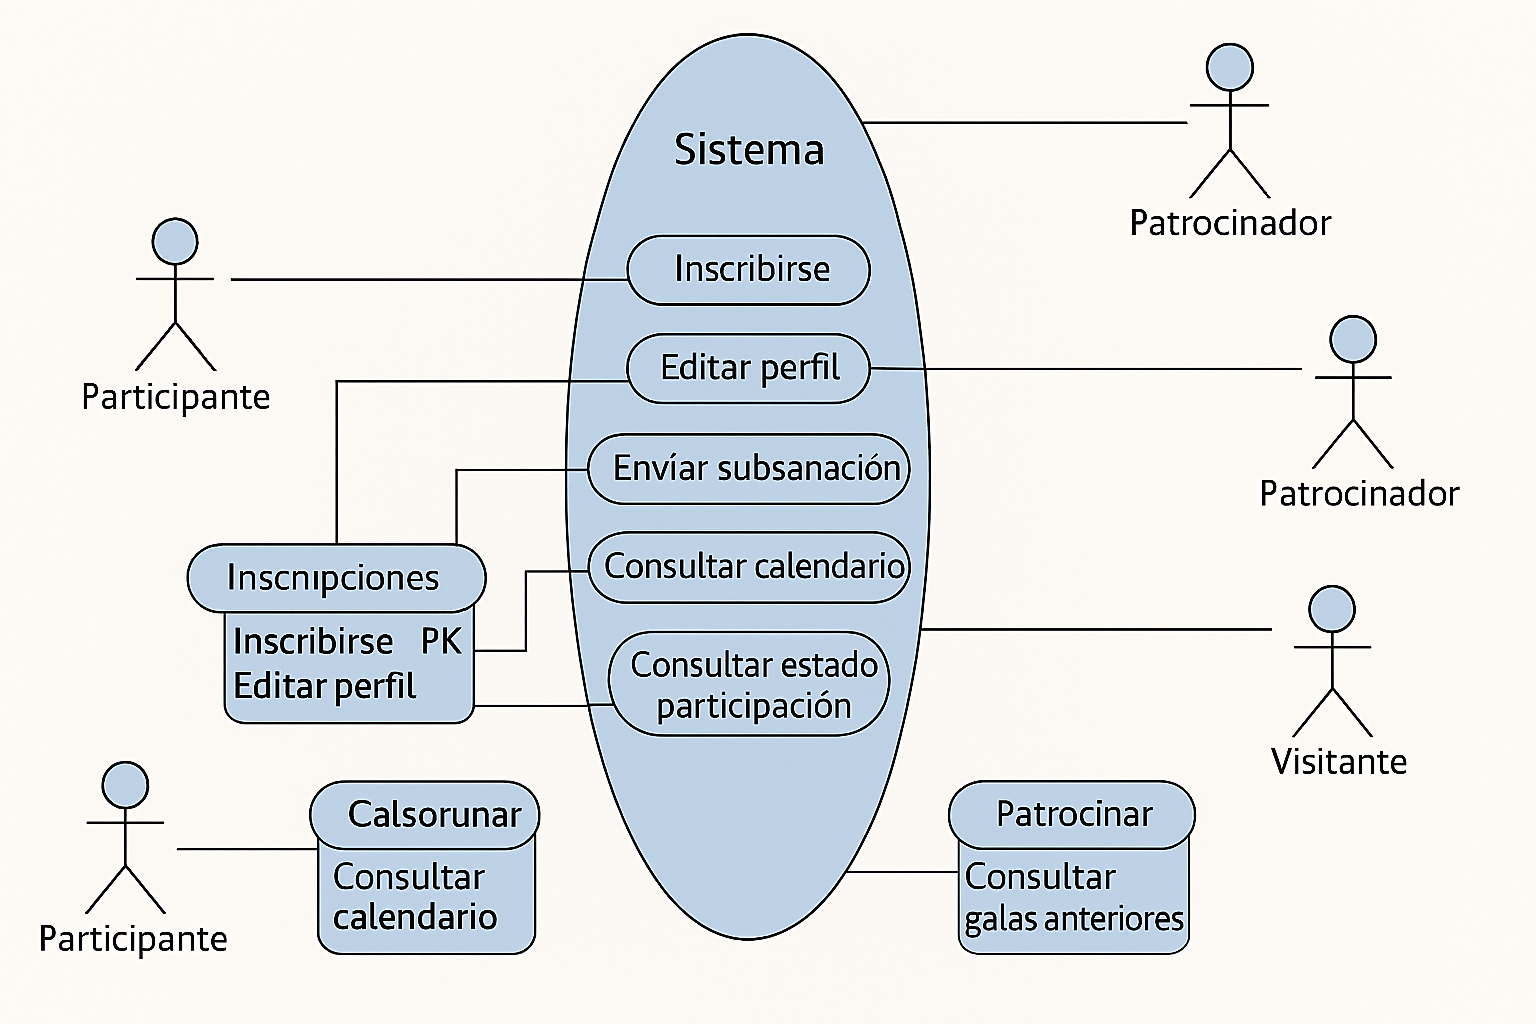 Sistema
Patrocinador
Inscribirse
Participante
Editar perfil
Patrocinador
Envíar subsanación
Consultar calendario
Inscrıpciones
Inscribirse PK
Editar perfil
Consultar estado
participación
Visitante
Participante
Calsorunar
Consultar
calendario
Patrocinar
Consultar
galas anteriores